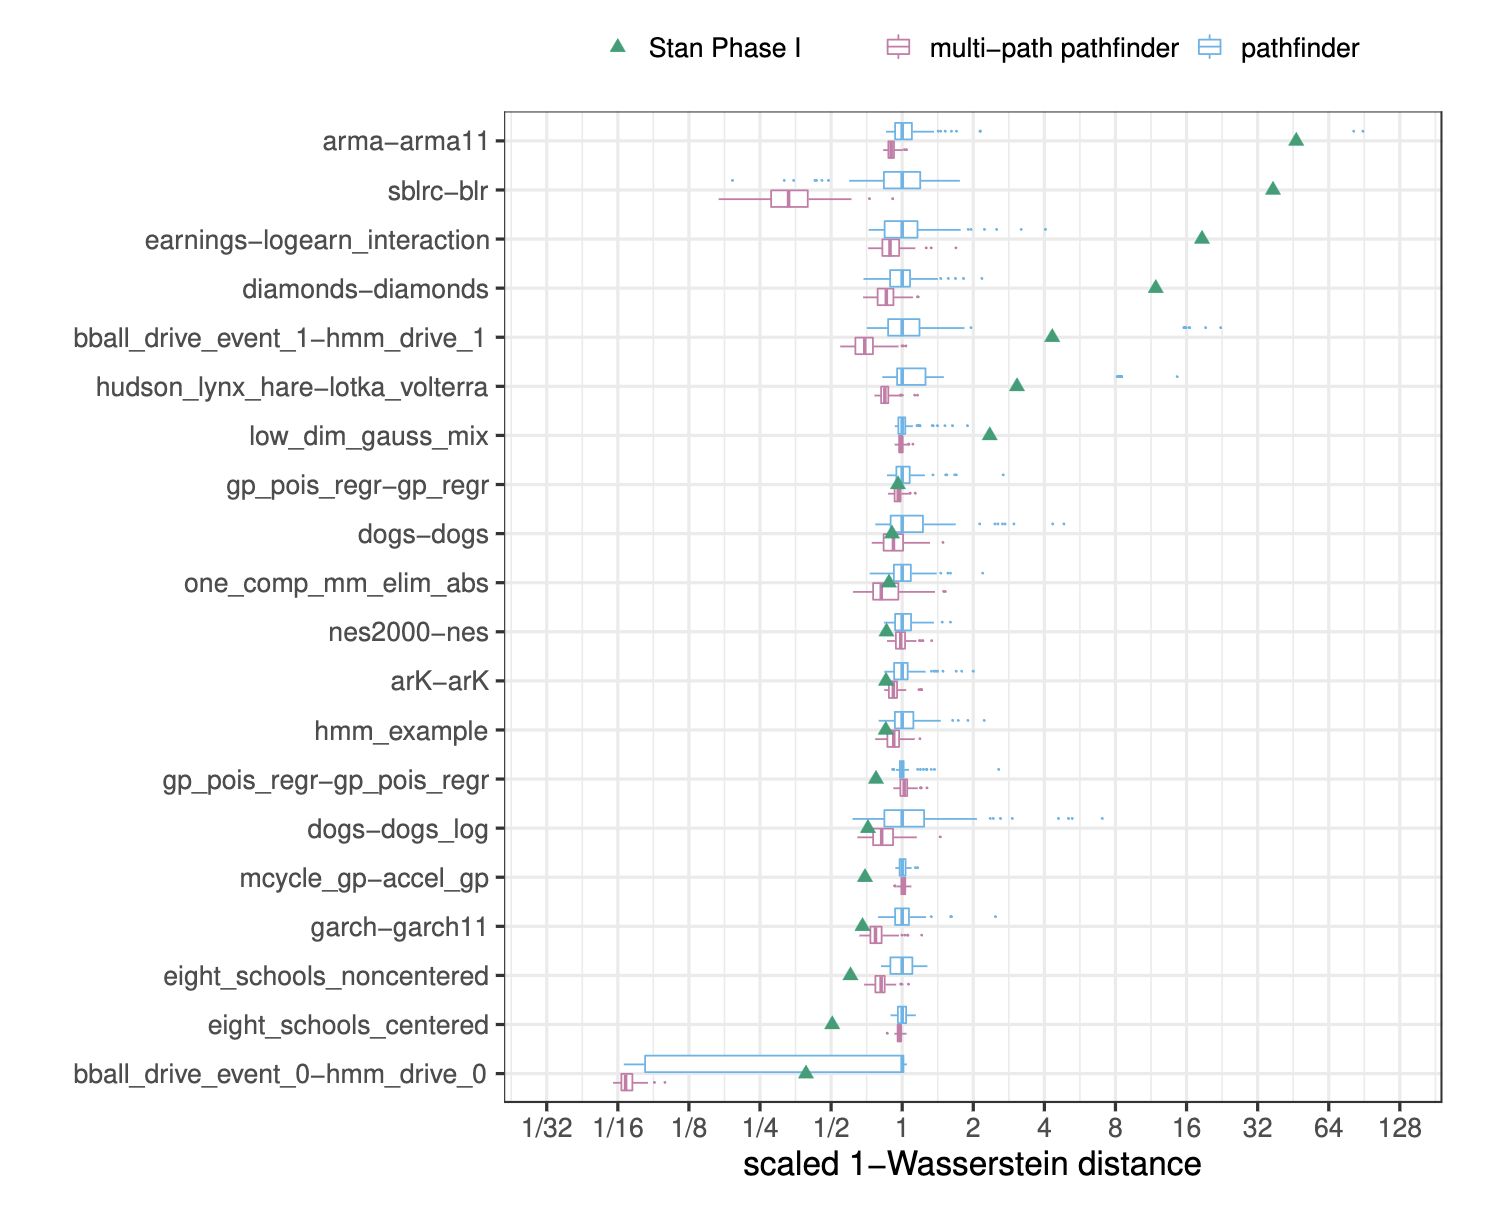 Stan Phase I multi−path pathfinder pathfinder
arma−arma11
sblrc−blr
earnings−logearn_interaction
diamonds−diamonds
bball_drive_event_1−hmm_drive_1
hudson_lynx_hare−lotka_volterra
low_dim_gauss_mix
gp_pois_regr−gp_regr
dogs−dogs
one_comp_mm_elim_abs
nes2000−nes
arK−arK
hmm_example
gp_pois_regr−gp_pois_regr
dogs−dogs_log
mcycle_gp−accel_gp
garch−garch11
eight_schools_noncentered
eight_schools_centered
bball_drive_event_0−hmm_drive_0
1/32 1/16 1/8 1/4 1/2 1 2 4 8 16 32 64 128
scaled 1−Wasserstein distance